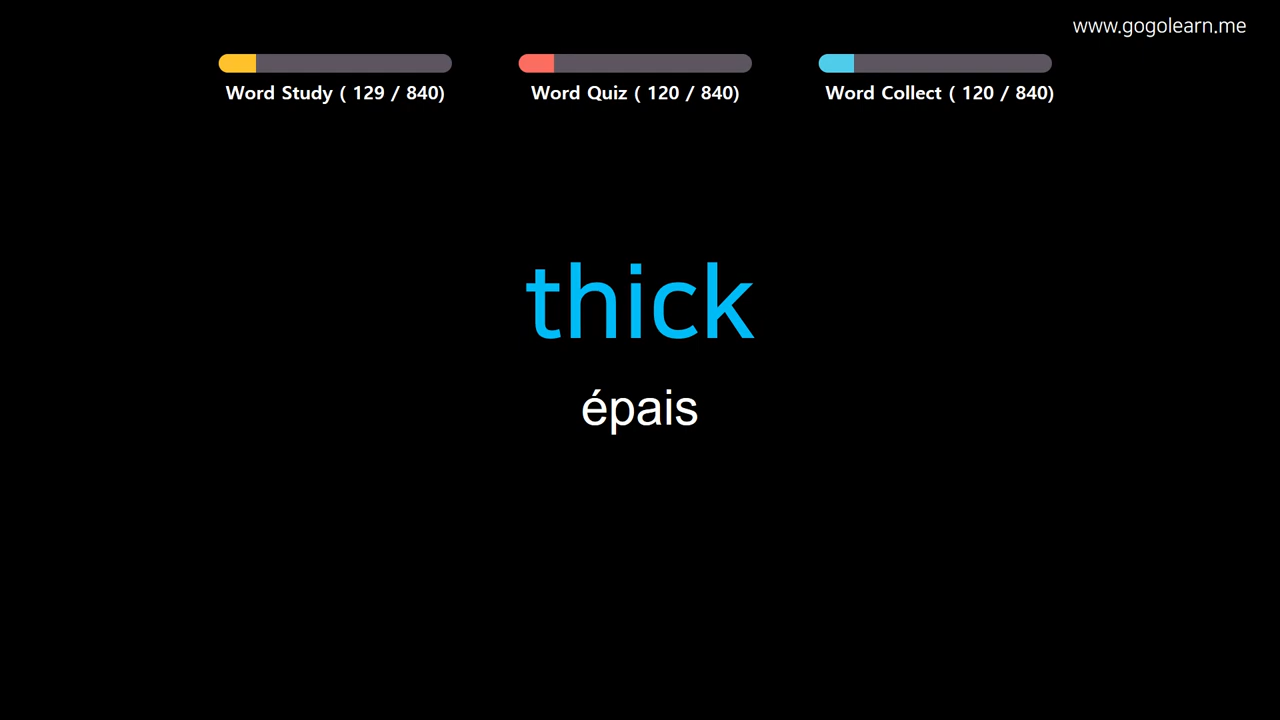 www.gogolearn.me
Word Study ( 129 / 840)
Word Quiz ( 120 / 840)
Word Collect ( 120 / 840)
thick
épais